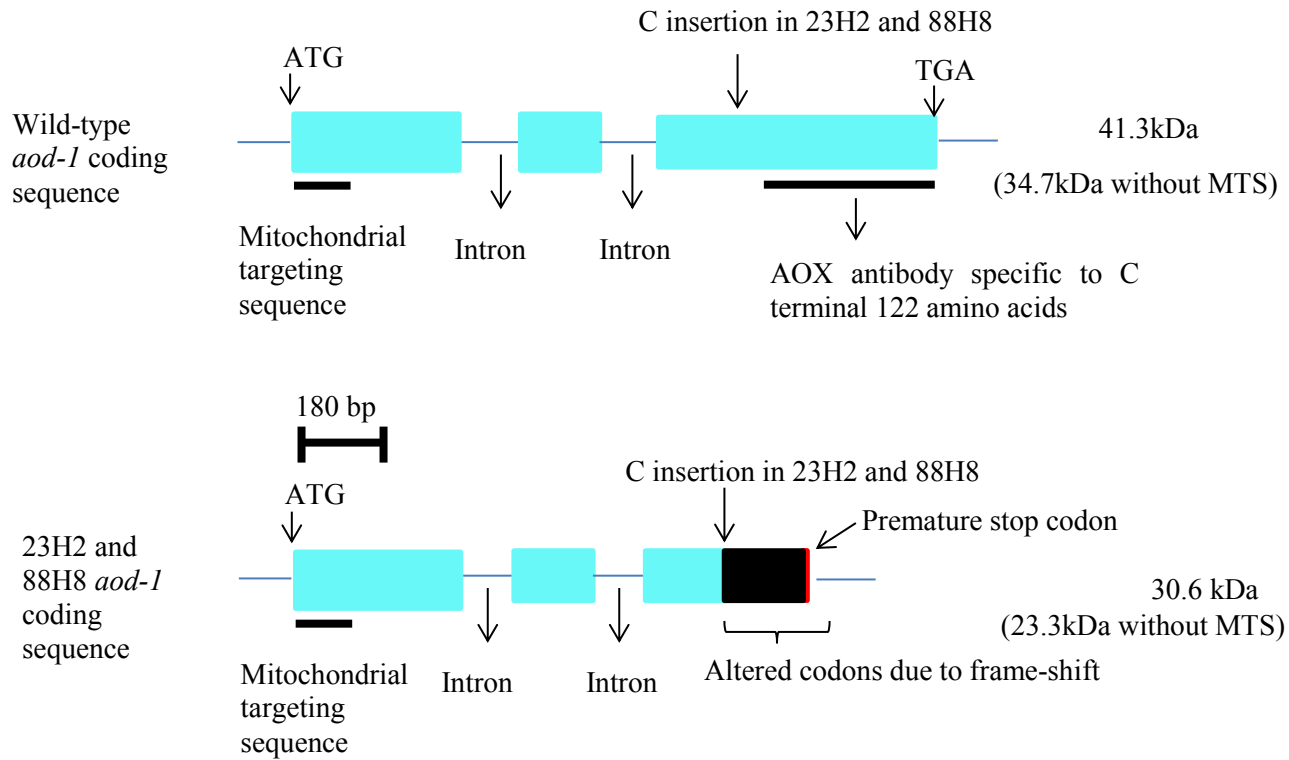 C insertion in 23H2 and 88H8
ATG
TGA
Wild-type
aod-1 coding
sequence
41.3kDa
(34.7kDa without MTS)
Mitochondrial
targeting
sequence
Intron
Intron
AOX antibody specific to C
terminal 122 amino acids
180 bp
C insertion in 23H2 and 88H8
ATG
Premature stop codon
23H2 and
88H8 aod-1
coding
sequence
30.6 kDa
(23.3kDa without MTS)
Mitochondrial
targeting
sequence
Intron
Intron
Altered codons due to frame-shift